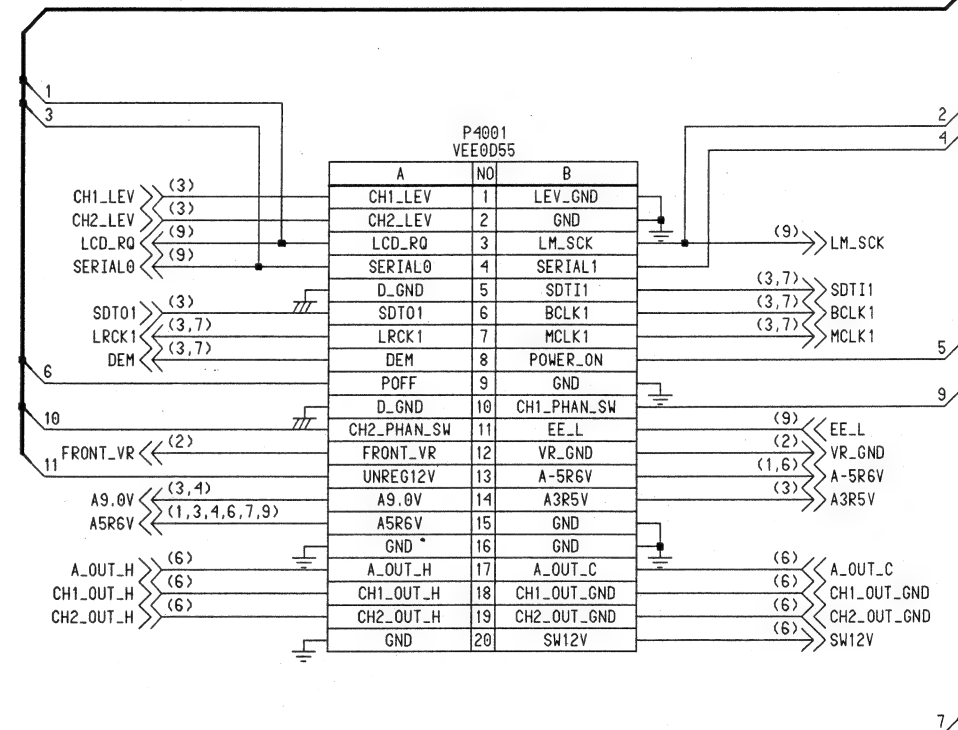 1
3
2
4
P4001
VEE0D55
A NO B
CH1_LEV (3) CH1_LEV 1 LEV_GND
CH2_LEV (3) CH2_LEV 2 GND
LCD_RQ (9) LCD_RQ 3 LM_SCK (9) LM_SCK
SERIAL0 (9) SERIAL0 4 SERIAL1
D_GND 5 SDTI1 (3,7) SDTI1
SDTO1 (3) SDTO1 6 BCLK1 (3,7) BCLK1
LRCK1 (3,7) LRCK1 7 MCLK1 (3,7) MCLK1
DEM (3,7) DEM 8 POWER_ON 5
6 POFF 9 GND
D_GND 10 CH1_PHAN_SW 9
10 CH2_PHAN_SW 11 EE_L (9) EE_L
FRONT_VR (2) FRONT_VR 12 VR_GND (2) VR_GND
11 UNREG12V 13 A-5R6V (1,6) A-5R6V
A9.0V (3,4) A9.0V 14 A3R5V (3) A3R5V
A5R6V (1,3,4,6,7,9) A5R6V 15 GND
GND 16 GND
A_OUT_H (6) A_OUT_H 17 A_OUT_C (6) A_OUT_C
CH1_OUT_H (6) CH1_OUT_H 18 CH1_OUT_GND (6) CH1_OUT_GND
CH2_OUT_H (6) CH2_OUT_H 19 CH2_OUT_GND (6) CH2_OUT_GND
GND 20 SW12V (6) SW12V
7